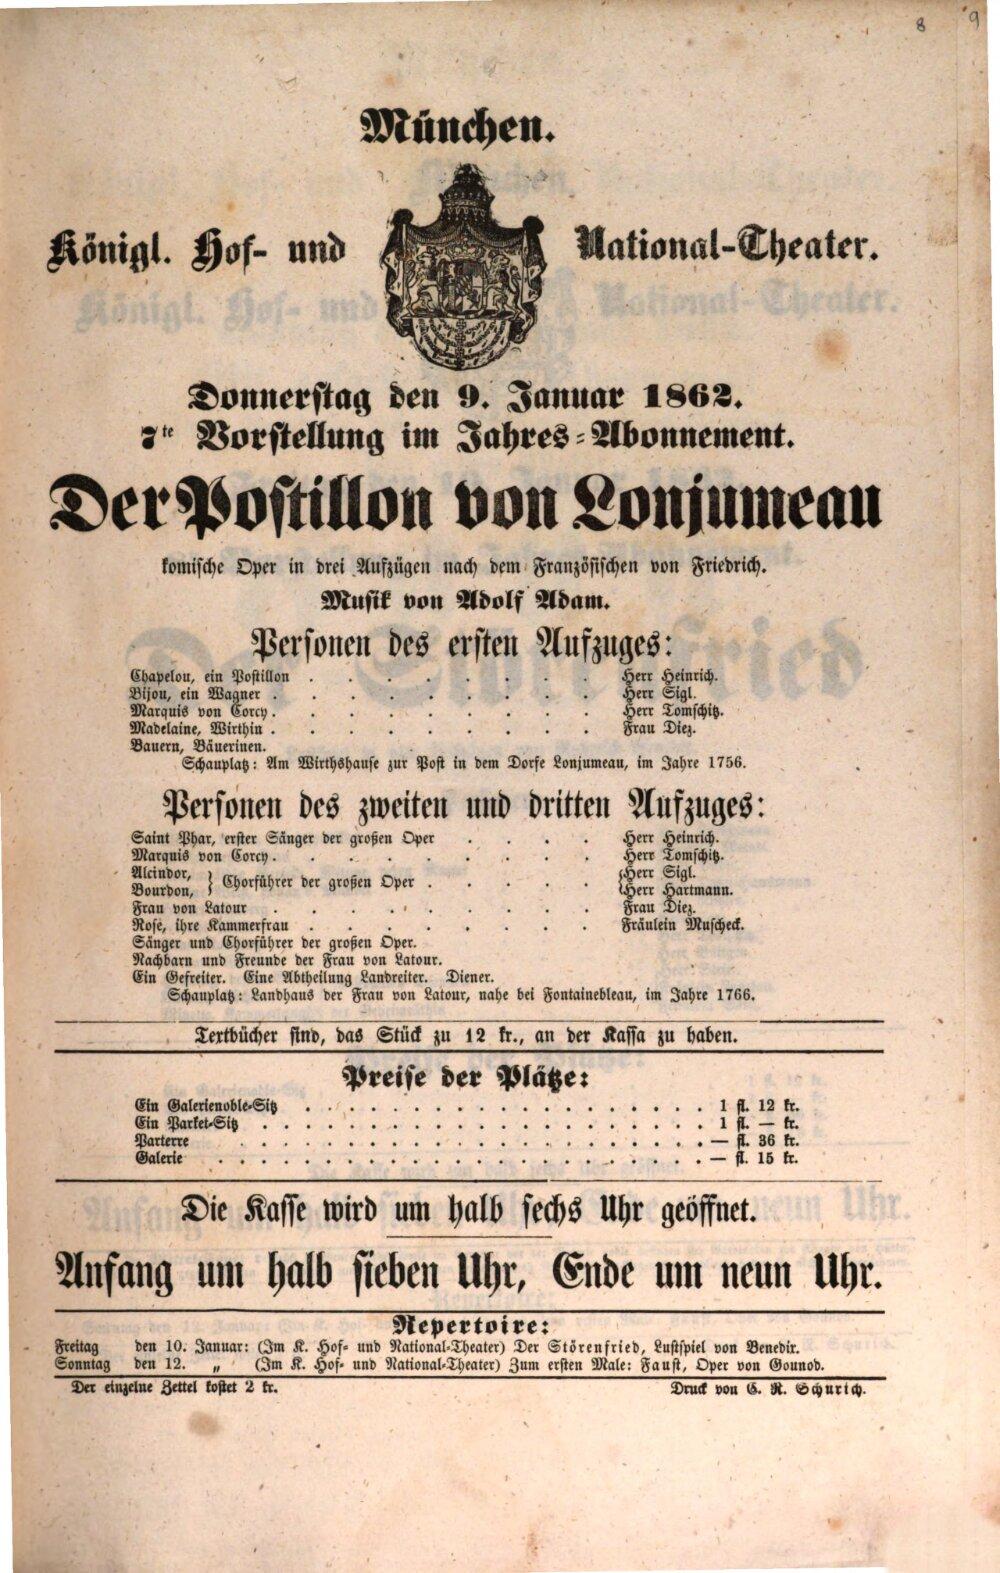 8 9
München.
Königl. Hof- und National-Theater.
Donnerstag den 9. Januar 1862.
7te Vorstellung im Jahres-Abonnement.
Der Postillon von Lonjumeau
komische Oper in drei Aufzügen nach dem Französischen von Friedrich.
Musik von Adolf Adam.
Personen des ersten Aufzuges:
Chapelou, ein Postillon . . . . . . . . Herr Heinrich.
Bijou, ein Wagner . . . . . . . . . Herr Sigl.
Marquis von Corcy . . . . . . . . . Herr Tomschitz.
Madelaine, Wirthin . . . . . . . . . Frau Diez.
Bauern, Bäuerinen.
Schauplatz: Am Wirthshause zur Post in dem Dorfe Lonjumeau, im Jahre 1756.
Personen des zweiten und dritten Aufzuges:
Saint Phar, erster Sänger der großen Oper . . . . Herr Heinrich.
Marquis von Corcy . . . . . . . . . Herr Tomschitz.
Alcindor, } Chorführer der großen Oper . . . . . {Herr Sigl.
Bourdon, } {Herr Hartmann.
Frau von Latour . . . . . . . . . Frau Diez.
Rose, ihre Kammerfrau . . . . . . . . Fräulein Muscheck.
Sänger und Chorführer der großen Oper.
Nachbarn und Freunde der Frau von Latour.
Ein Gefreiter. Eine Abtheilung Landreiter. Diener.
Schauplatz: Landhaus der Frau von Latour, nahe bei Fontainebleau, im Jahre 1766.
Textbücher sind, das Stück zu 12 kr., an der Kassa zu haben.
Preise der Plätze:
Ein Galerienoble-Sitz . . . . . . . . . . . . . . . . . 1 fl. 12 kr.
Ein Parket-Sitz . . . . . . . . . . . . . . . . . . 1 fl. — kr.
Parterre . . . . . . . . . . . . . . . . . . . . — fl. 36 kr.
Galerie . . . . . . . . . . . . . . . . . . . . — fl. 15 kr.
Die Kasse wird um halb sechs Uhr geöffnet.
Anfang um halb sieben Uhr, Ende um neun Uhr.
Repertoire:
Freitag den 10. Januar: (Im K. Hof- und National-Theater) Der Störenfried, Lustspiel von Benedix.
Sonntag den 12. „ (Im K. Hof- und National-Theater) Zum ersten Male: Faust, Oper von Gounod.
Der einzelne Zettel kostet 2 kr. Druck von C. R. Schurich.